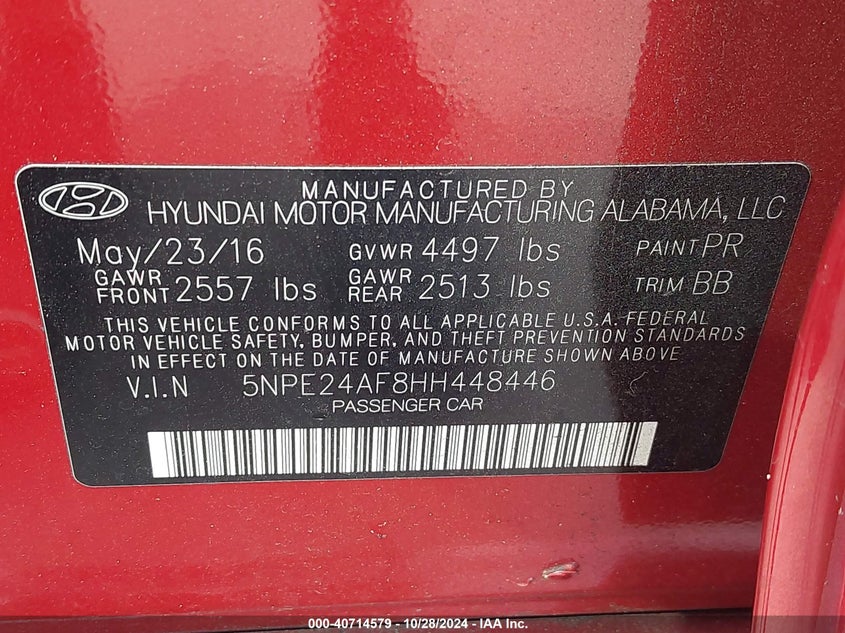 MANUFACTURED BY
HYUNDAI MOTOR MANUFACTURING ALABAMA, LLC
May/23/16 GVWR 4497 lbs PAINT PR
GAWR FRONT 2557 lbs GAWR REAR 2513 lbs TRIM BB
THIS VEHICLE CONFORMS TO ALL APPLICABLE U.S.A. FEDERAL
MOTOR VEHICLE SAFETY, BUMPER, AND THEFT PREVENTION STANDARDS
IN EFFECT ON THE DATE OF MANUFACTURE SHOWN ABOVE.
V.I.N 5NPE24AF8HH448446
PASSENGER CAR
000-40714579 | 10/28/2024 - IAA Inc.